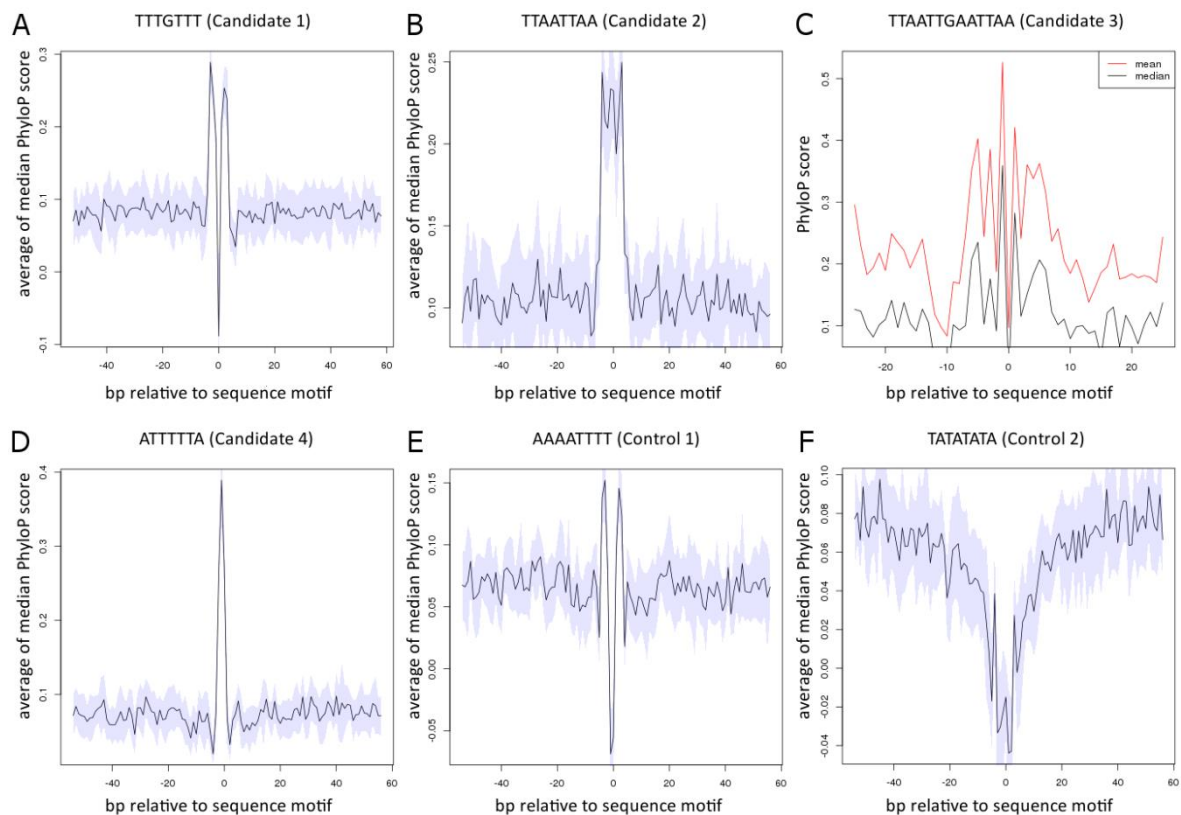 A
TTTGTTT (Candidate 1)
average of median PhyloP score
0.3
0.2
0.1
0.0
-0.1
-40
-20
0
20
40
60
bp relative to sequence motif
B
TTAATTAA (Candidate 2)
average of median PhyloP score
0.25
0.20
0.15
0.10
-40
-20
0
20
40
60
bp relative to sequence motif
C
TTAATTGAATTAA (Candidate 3)
PhyloP score
0.5
0.4
0.3
0.2
0.1
mean
median
-20
-10
0
10
20
bp relative to sequence motif
D
ATTTTTA (Candidate 4)
average of median PhyloP score
0.4
0.3
0.2
0.1
-40
-20
0
20
40
60
bp relative to sequence motif
E
AAAATTTT (Control 1)
average of median PhyloP score
0.15
0.10
0.05
0.00
-0.05
-40
-20
0
20
40
60
bp relative to sequence motif
F
TATATATA (Control 2)
average of median PhyloP score
0.10
0.08
0.06
0.04
0.02
0.00
-0.02
-0.04
-40
-20
0
20
40
60
bp relative to sequence motif